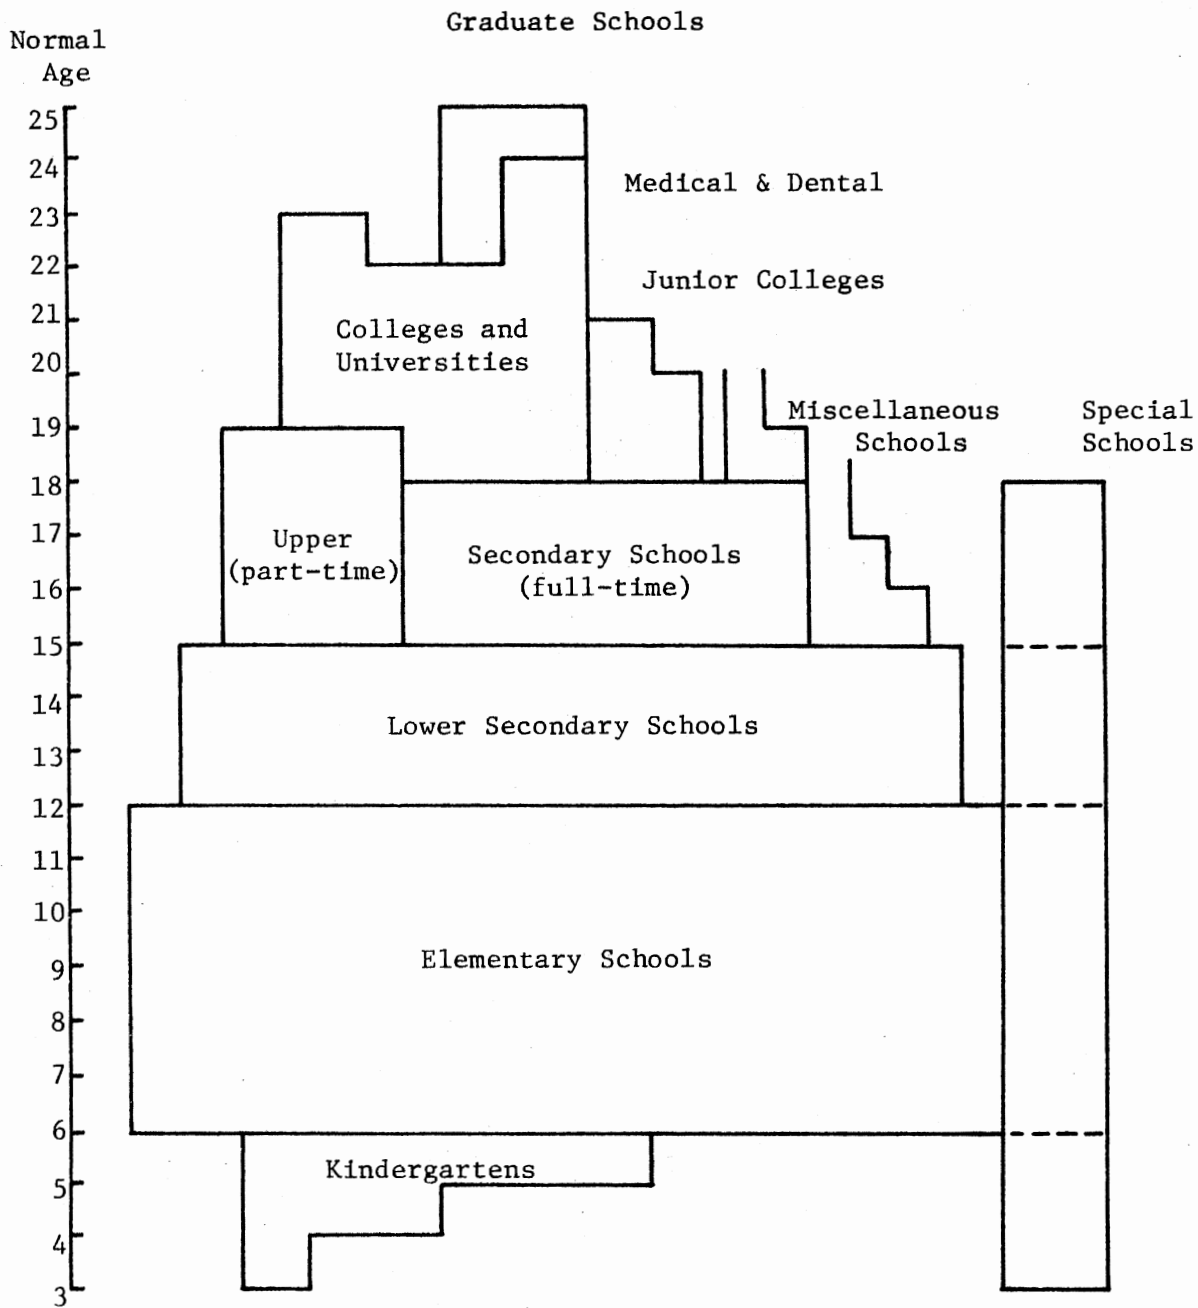 Graduate Schools
Normal
Age
25
24
Medical & Dental
23
22
Junior Colleges
21
Colleges and
Universities
20
Miscellaneous
Schools
Special
Schools
19
18
17
Upper
(part-time)
Secondary Schools
(full-time)
16
15
14
Lower Secondary Schools
13
12
11
10
Elementary Schools
9
8
7
6
Kindergartens
5
4
3